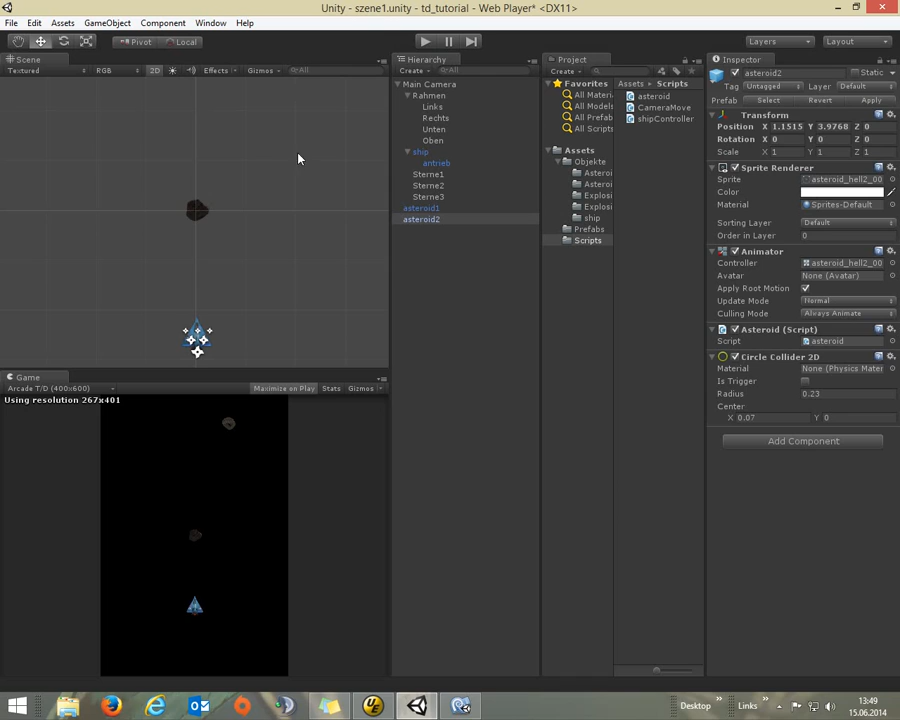 Unity - szene1.unity - td_tutorial - Web Player* <DX11>
File Edit Assets GameObject Component Window Help
Pivot Local Layers Layout
Scene
Textured RGB 2D Effects Gizmos All
Hierarchy
Create All
Main Camera
Rahmen
Links
Rechts
Unten
Oben
ship
antrieb
Sterne1
Sterne2
Sterne3
asteroid1
asteroid2
Project
Create
Favorites
All Materi
All Models
All Prefab
All Scripts
Assets
Objekte
Asteroi
Asteroi
Explosi
Explosi
ship
Prefabs
Scripts
Assets Scripts
asteroid
CameraMove
shipController
Inspector
asteroid2 Static
Tag Untagged Layer Default
Prefab Select Revert Apply
Transform
Position X 1.1515 Y 3.9768 Z 0
Rotation X 0 Y 0 Z 0
Scale X 1 Y 1 Z 1
Sprite Renderer
Sprite asteroid_hell2_00
Color
Material Sprites-Default
Sorting Layer Default
Order in Layer 0
Animator
Controller asteroid_hell2_00
Avatar None (Avatar)
Apply Root Motion
Update Mode Normal
Culling Mode Always Animate
Asteroid (Script)
Script asteroid
Circle Collider 2D
Material None (Physics Mater
Is Trigger
Radius 0.23
Center
X 0.07 Y 0
Add Component
Game
Arcade T/D (400x600) Maximize on Play Stats Gizmos
Using resolution 267x401
Desktop Links 13:49
15.06.2014